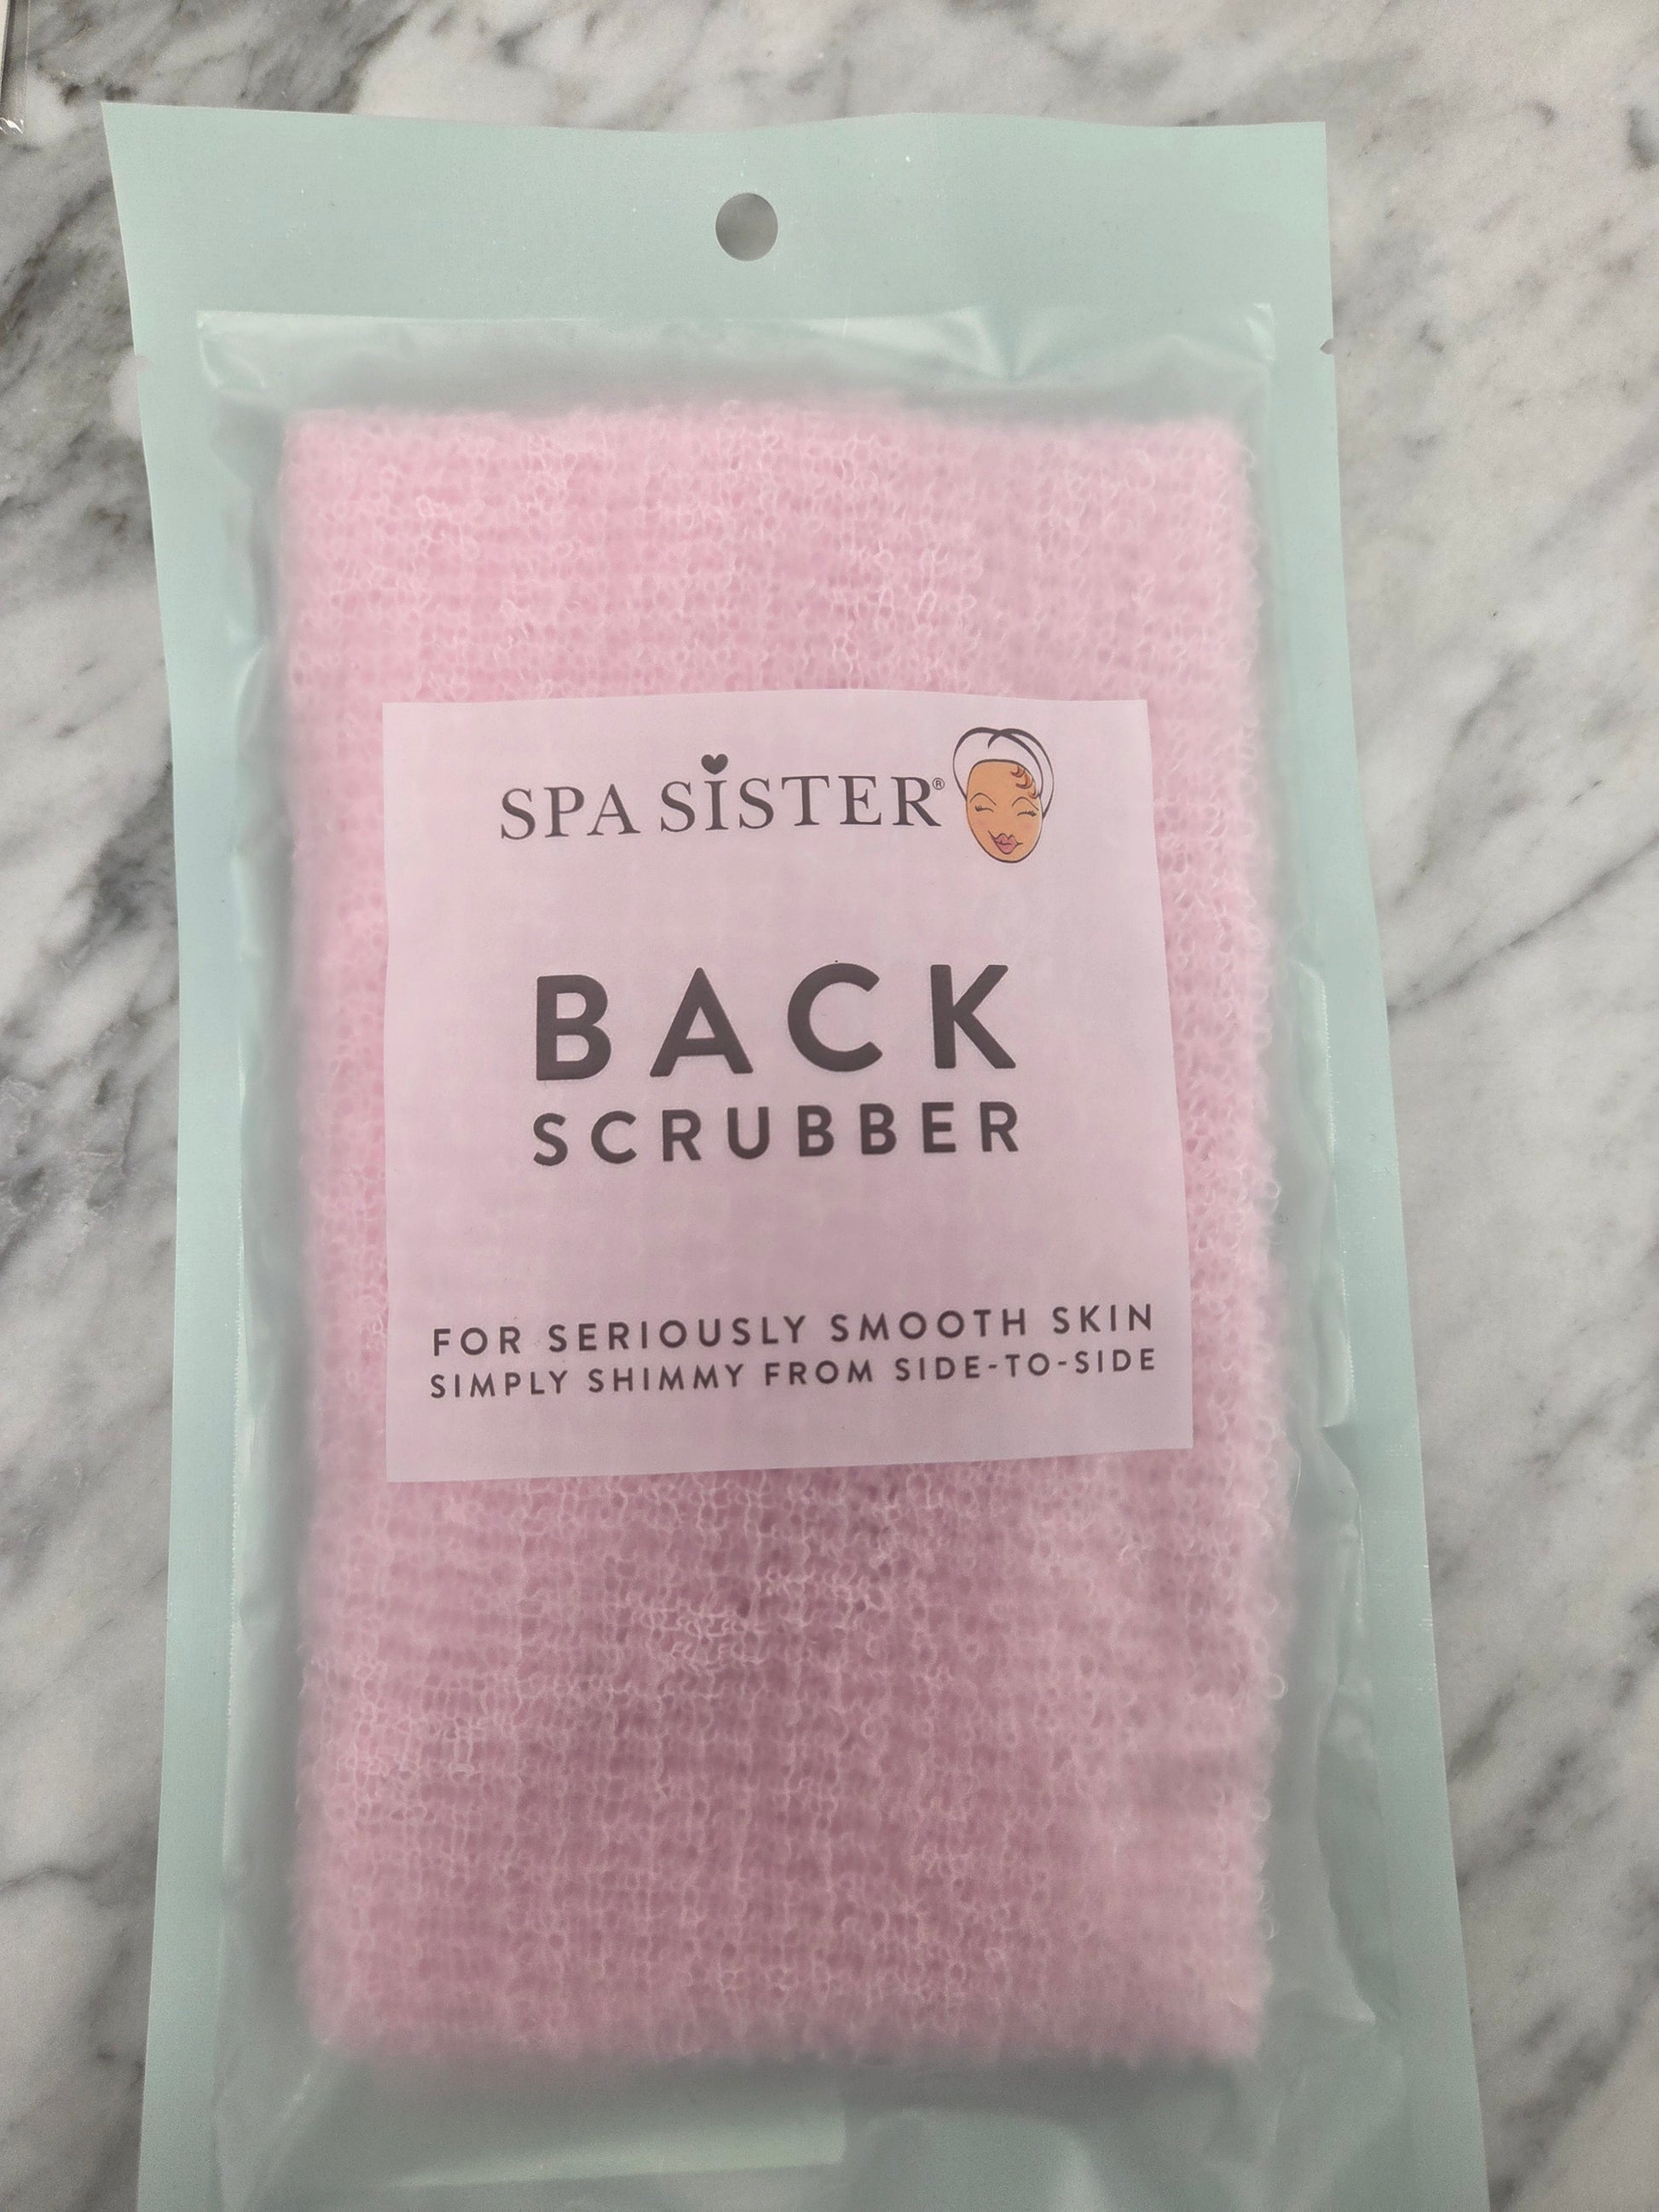 SPA SISTER®
BACK
SCRUBBER
FOR SERIOUSLY SMOOTH SKIN
SIMPLY SHIMMY FROM SIDE-TO-SIDE